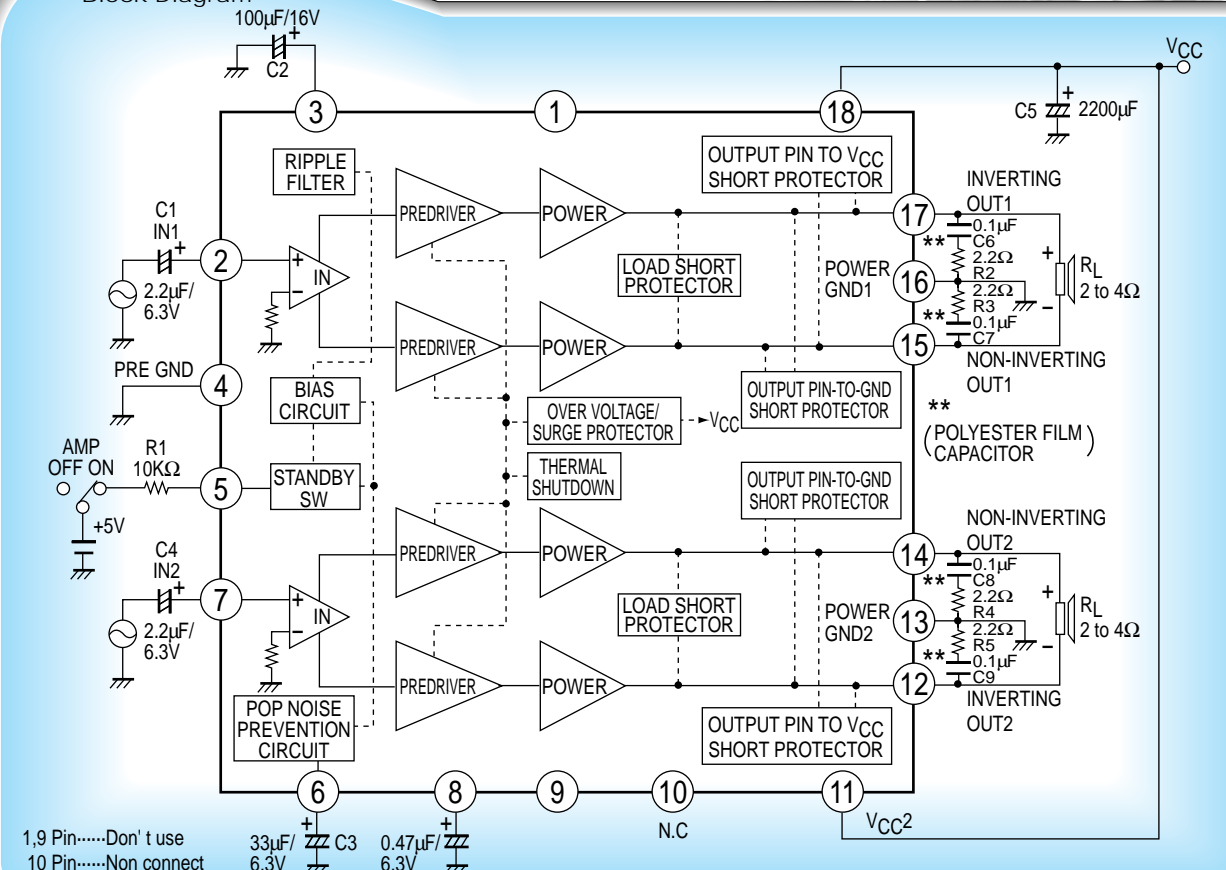 Block Diagram
100µF/16V
+
C2
VCC
+
C5
2200µF
3
1
18
RIPPLE
FILTER
OUTPUT PIN TO VCC
SHORT PROTECTOR
INVERTING
OUT1
C1
IN1
+
2.2µF/
6.3V
2
+
IN
−
PREDRIVER
POWER
17
0.1µF
**
C6
2.2Ω
R2
POWER
GND1
16
2.2Ω
R3
**
0.1µF
C7
+
−
RL
2 to 4Ω
LOAD SHORT
PROTECTOR
PREDRIVER
POWER
15
NON-INVERTING
OUT1
PRE GND
4
BIAS
CIRCUIT
OUTPUT PIN-TO-GND
SHORT PROTECTOR
OVER VOLTAGE/
SURGE PROTECTOR
VCC
**
(POLYESTER FILM
CAPACITOR)
AMP
OFF ON
R1
10KΩ
+5V
5
STANDBY
SW
THERMAL
SHUTDOWN
OUTPUT PIN-TO-GND
SHORT PROTECTOR
NON-INVERTING
OUT2
C4
IN2
+
2.2µF/
6.3V
7
+
IN
−
PREDRIVER
POWER
14
0.1µF
**
C8
2.2Ω
R4
POWER
GND2
13
2.2Ω
R5
**
0.1µF
C9
+
−
RL
2 to 4Ω
LOAD SHORT
PROTECTOR
PREDRIVER
POWER
12
INVERTING
OUT2
POP NOISE
PREVENTION
CIRCUIT
OUTPUT PIN TO VCC
SHORT PROTECTOR
6
8
9
10
11
N.C
VCC2
+
33µF/
6.3V
C3
+
0.47µF/
6.3V
1,9 Pin······Don' t use
10 Pin······Non connect